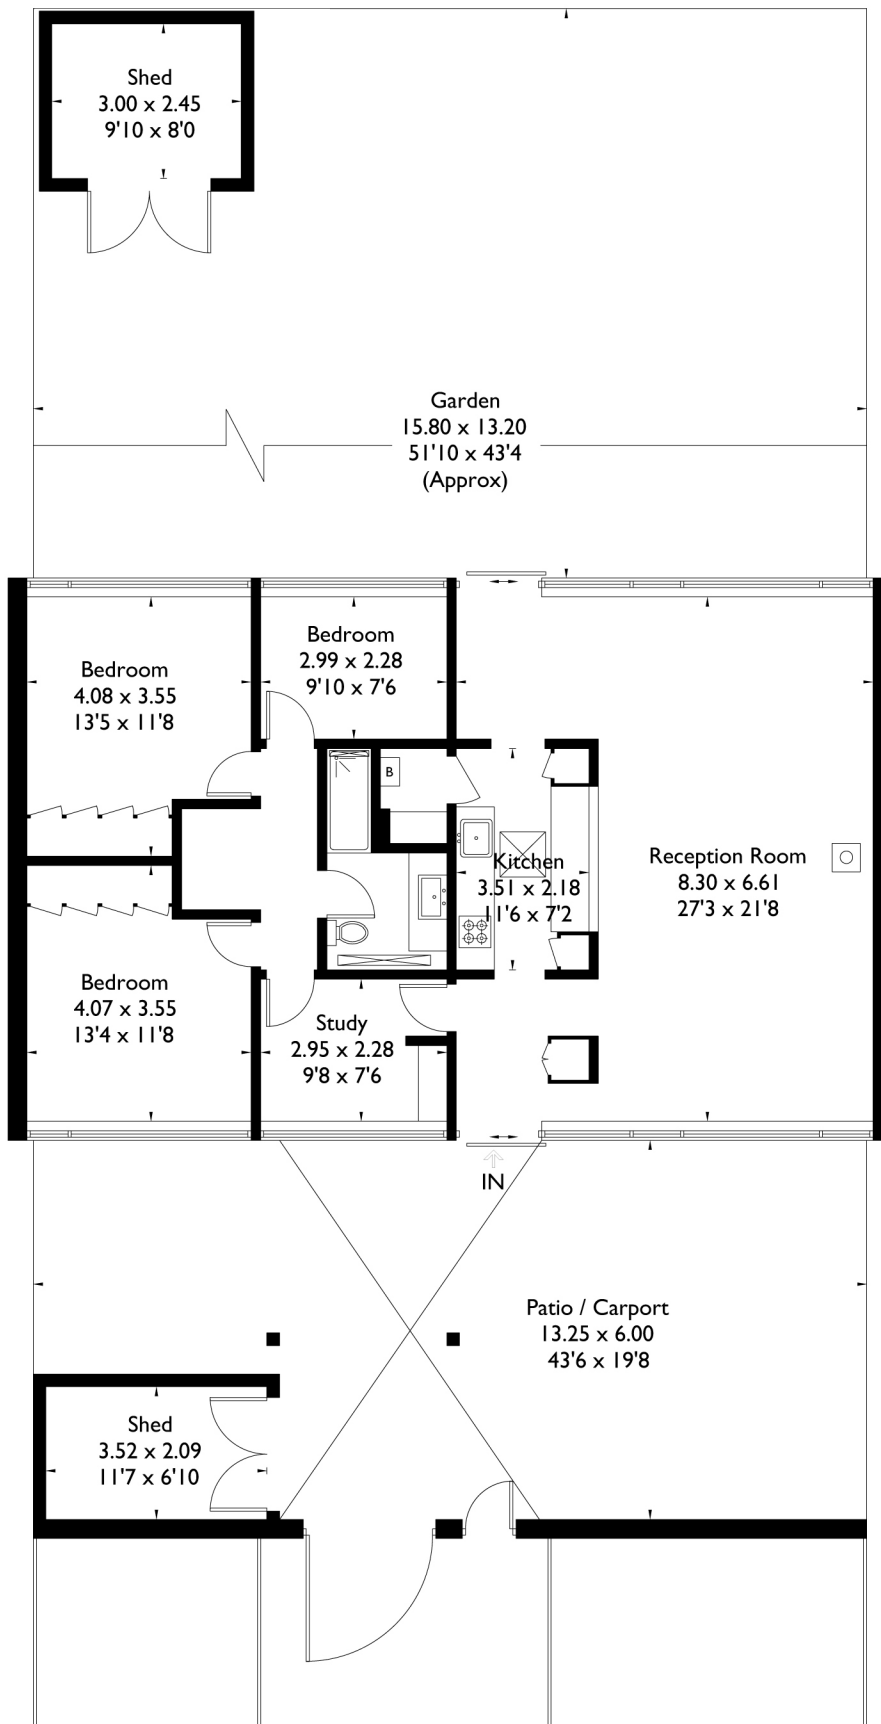 Shed
3.00 x 2.45
9'10 x 8'0
Garden
15.80 x 13.20
51'10 x 43'4
(Approx)
Bedroom
4.08 x 3.55
13'5 x 11'8
Bedroom
2.99 x 2.28
9'10 x 7'6
B
Kitchen
3.51 x 2.18
11'6 x 7'2
Reception Room
8.30 x 6.61
27'3 x 21'8
Bedroom
4.07 x 3.55
13'4 x 11'8
Study
2.95 x 2.28
9'8 x 7'6
IN
Patio / Carport
13.25 x 6.00
43'6 x 19'8
Shed
3.52 x 2.09
11'7 x 6'10